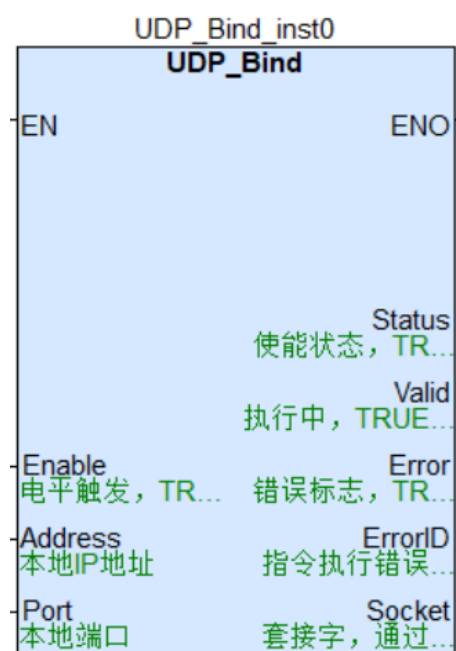 UDP_Bind_inst0
UDP_Bind
EN ENO
Status
使能状态，TR...
Valid
执行中，TRUE...
Enable Error
电平触发，TR... 错误标志，TR...
Address ErrorID
本地IP地址 指令执行错误...
Port Socket
本地端口 套接字，通过...